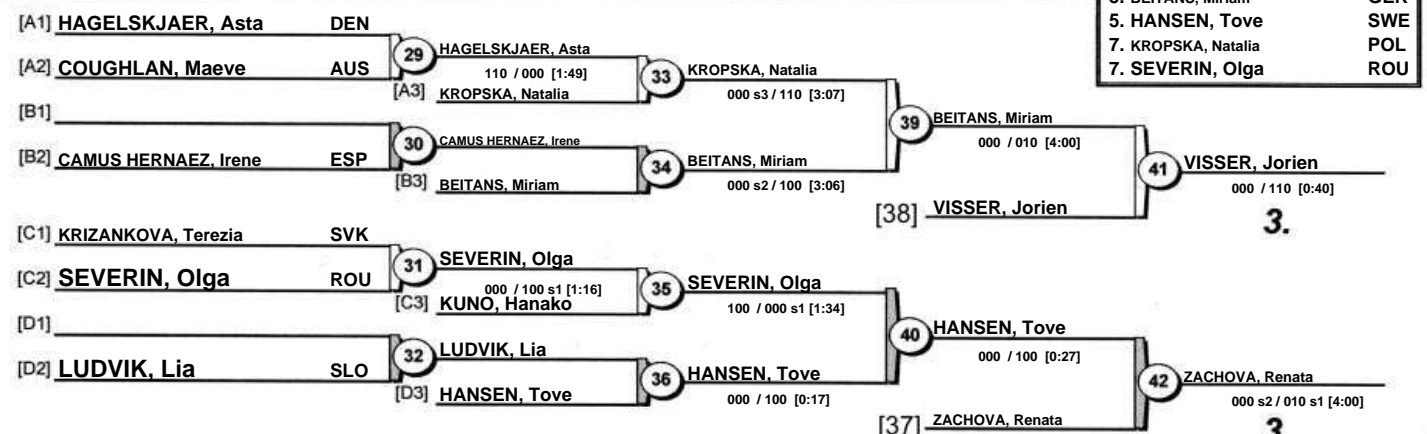 3. BEITANS, Miriam GER
5. HANSEN, Tove SWE
7. KROPSKA, Natalia POL
7. SEVERIN, Olga ROU
[A1] HAGELSKJAER, Asta DEN
29 HAGELSKJAER, Asta
[A2] COUGHLAN, Maeve AUS
110 / 000 [1:49]
[A3] KROPSKA, Natalia
33 KROPSKA, Natalia
000 s3 / 110 [3:07]
[B1]
30 CAMUS HERNAEZ, Irene
[B2] CAMUS HERNAEZ, Irene ESP
[B3] BEITANS, Miriam
34 BEITANS, Miriam
000 s2 / 100 [3:06]
39 BEITANS, Miriam
000 / 010 [4:00]
[38] VISSER, Jorien
41 VISSER, Jorien
000 / 110 [0:40]
3.
[C1] KRIZANKOVA, Terezia SVK
31 SEVERIN, Olga
[C2] SEVERIN, Olga ROU
000 / 100 s1 [1:16]
[C3] KUNO, Hanako
35 SEVERIN, Olga
100 / 000 s1 [1:34]
[D1]
32 LUDVIK, Lia
[D2] LUDVIK, Lia SLO
[D3] HANSEN, Tove
36 HANSEN, Tove
000 / 100 [0:17]
40 HANSEN, Tove
000 / 100 [0:27]
[37] ZACHOVA, Renata
42 ZACHOVA, Renata
000 s2 / 010 s1 [4:00]
3.